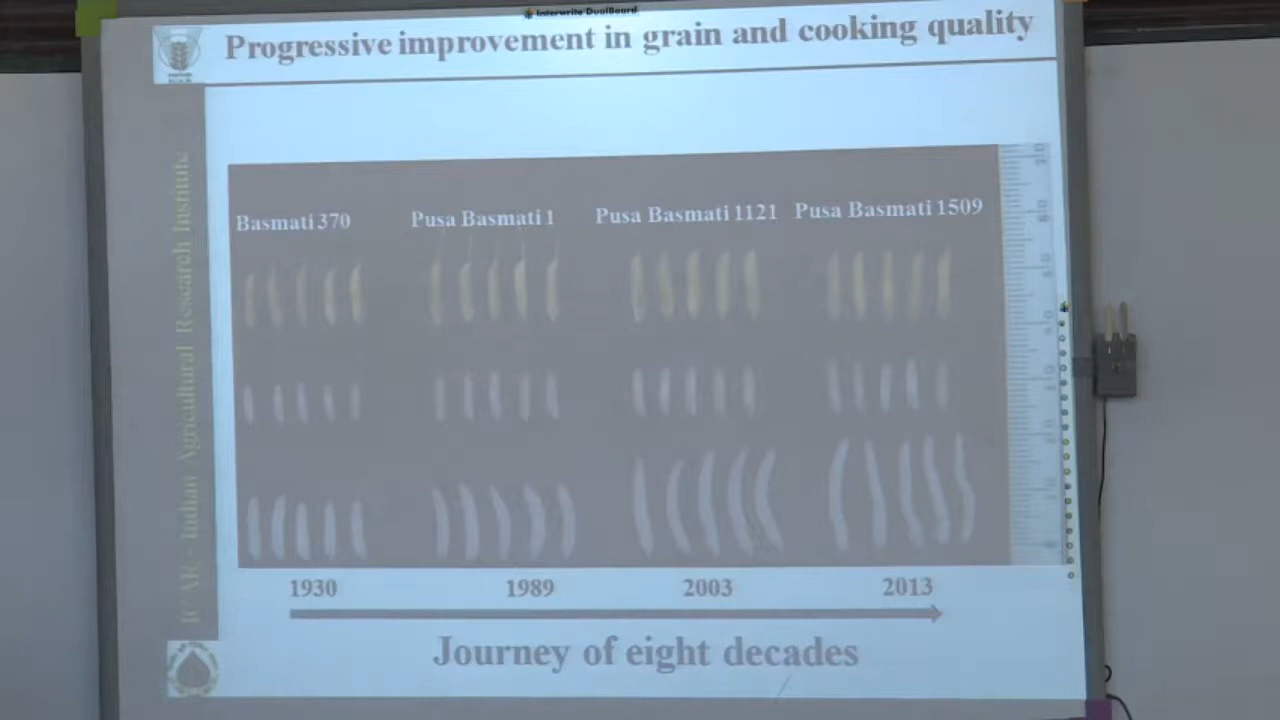 Interwrite DualBoard
Progressive improvement in grain and cooking quality
ICAR - Indian Agricultural Research Institute
Basmati 370
Pusa Basmati 1
Pusa Basmati 1121
Pusa Basmati 1509
1930
1989
2003
2013
Journey of eight decades